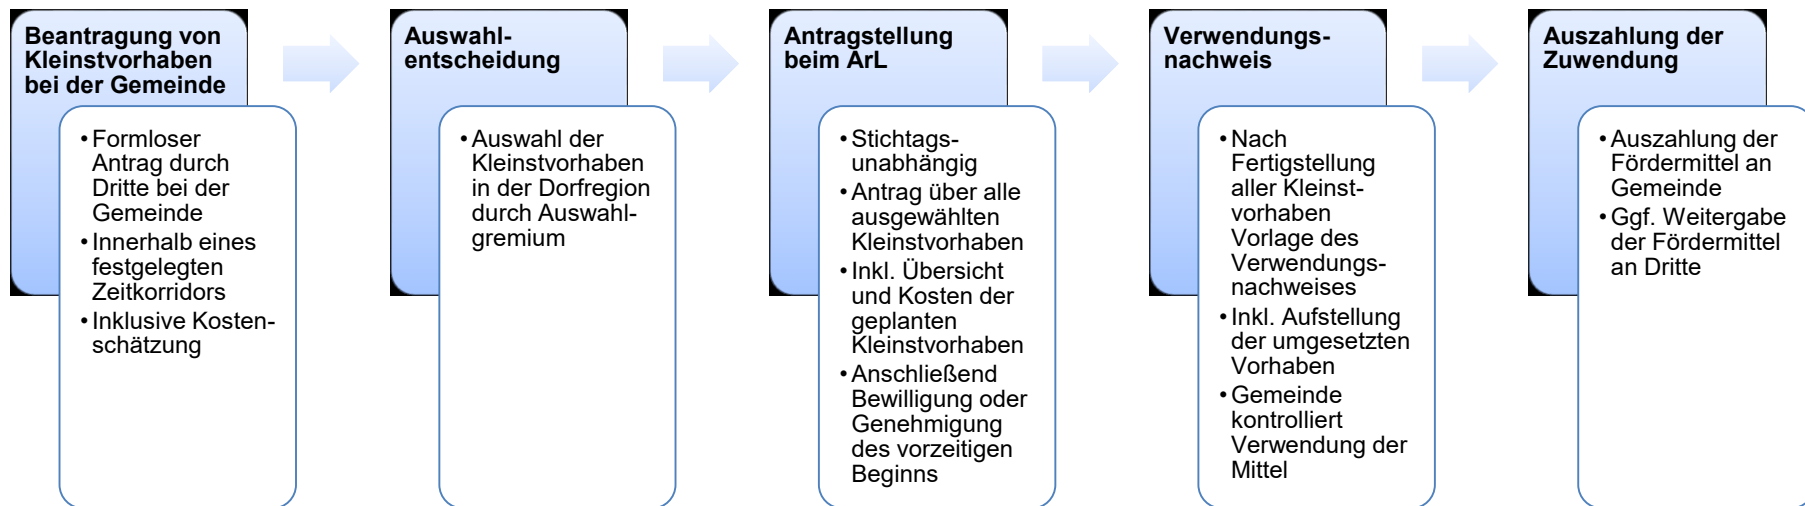 Beantragung von
Kleinstvorhaben
bei der Gemeinde
• Formloser
Antrag durch
Dritte bei der
Gemeinde
• Innerhalb eines
festgelegten
Zeitkorridors
• Inklusive Kosten-
schätzung
Auswahl-
entscheidung
• Auswahl der
Kleinstvorhaben
in der Dorfregion
durch Auswahl-
gremium
Antragstellung
beim ArL
• Stichtags-
unabhängig
• Antrag über alle
ausgewählten
Kleinstvorhaben
• Inkl. Übersicht
und Kosten der
geplanten
Kleinstvorhaben
• Anschließend
Bewilligung oder
Genehmigung
des vorzeitigen
Beginns
Verwendungs-
nachweis
• Nach
Fertigstellung
aller Kleinst-
vorhaben
Vorlage des
Verwendungs-
nachweises
• Inkl. Aufstellung
der umgesetzten
Vorhaben
• Gemeinde
kontrolliert
Verwendung der
Mittel
Auszahlung der
Zuwendung
• Auszahlung der
Fördermittel an
Gemeinde
• Ggf. Weitergabe
der Fördermittel
an Dritte